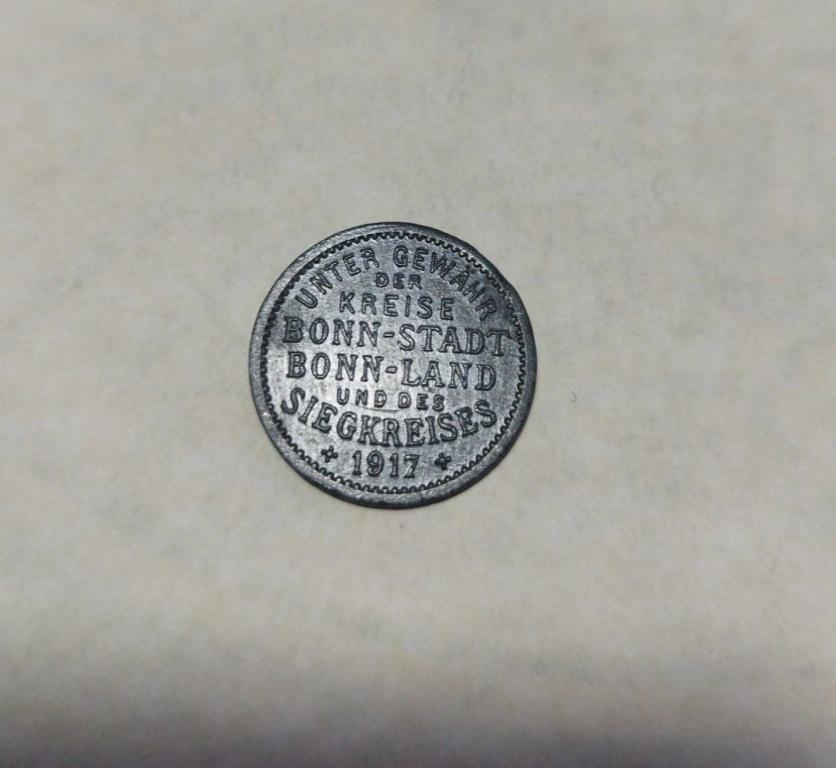 UNTER GEWÄHR
DER
KREISE
BONN-STADT
BONN-LAND
UND DES
SIEGKREISES
1917